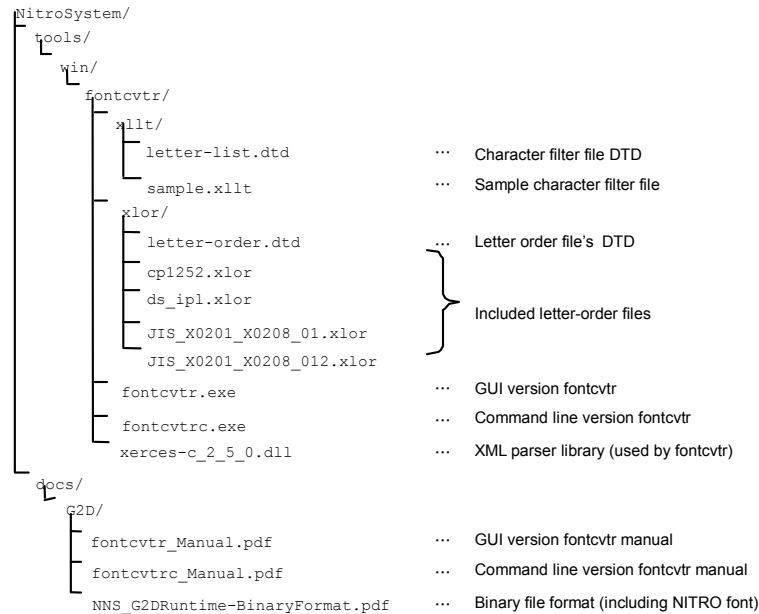 NitroSystem/
tools/
win/
fontcvtr/
xllt/
letter-list.dtd ... Character filter file DTD
sample.xllt ... Sample character filter file
xlor/
letter-order.dtd ... Letter order file's DTD
cp1252.xlor
ds_ipl.xlor
Included letter-order files
JIS_X0201_X0208_01.xlor
JIS_X0201_X0208_012.xlor
fontcvtr.exe ... GUI version fontcvtr
fontcvtrc.exe ... Command line version fontcvtr
xerces-c_2_5_0.dll ... XML parser library (used by fontcvtr)
docs/
G2D/
fontcvtr_Manual.pdf ... GUI version fontcvtr manual
fontcvtrc_Manual.pdf ... Command line version fontcvtr manual
NNS_G2DRuntime-BinaryFormat.pdf ... Binary file format (including NITRO font)